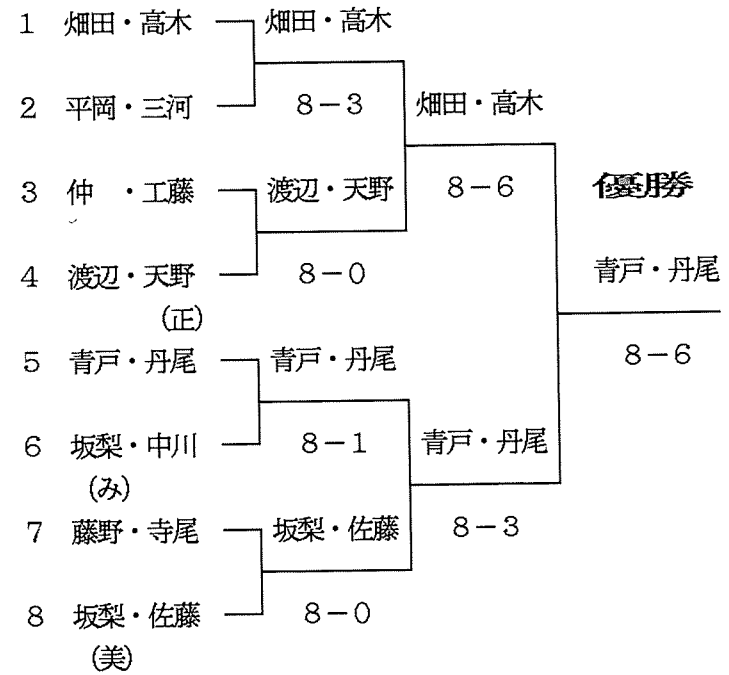 1 畑田・高木 畑田・高木
2 平岡・三河 8－3 畑田・高木
3 仲 ・工藤 渡辺・天野 8－6 優勝
4 渡辺・天野 8－0 青戸・丹尾
(正)
5 青戸・丹尾 青戸・丹尾 8－6
6 坂梨・中川 8－1 青戸・丹尾
(み)
7 藤野・寺尾 坂梨・佐藤 8－3
8 坂梨・佐藤 8－0
(美)